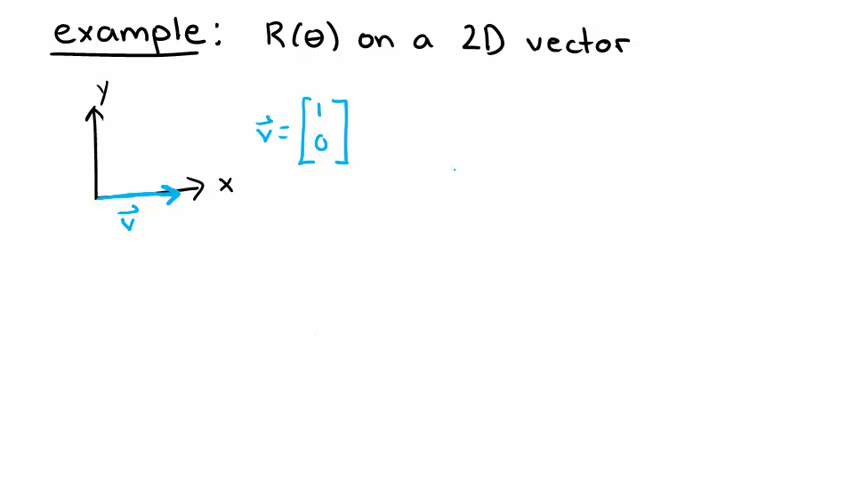 example: R(θ) on a 2D vector
y
v⃗ = [1 0]
x
v⃗